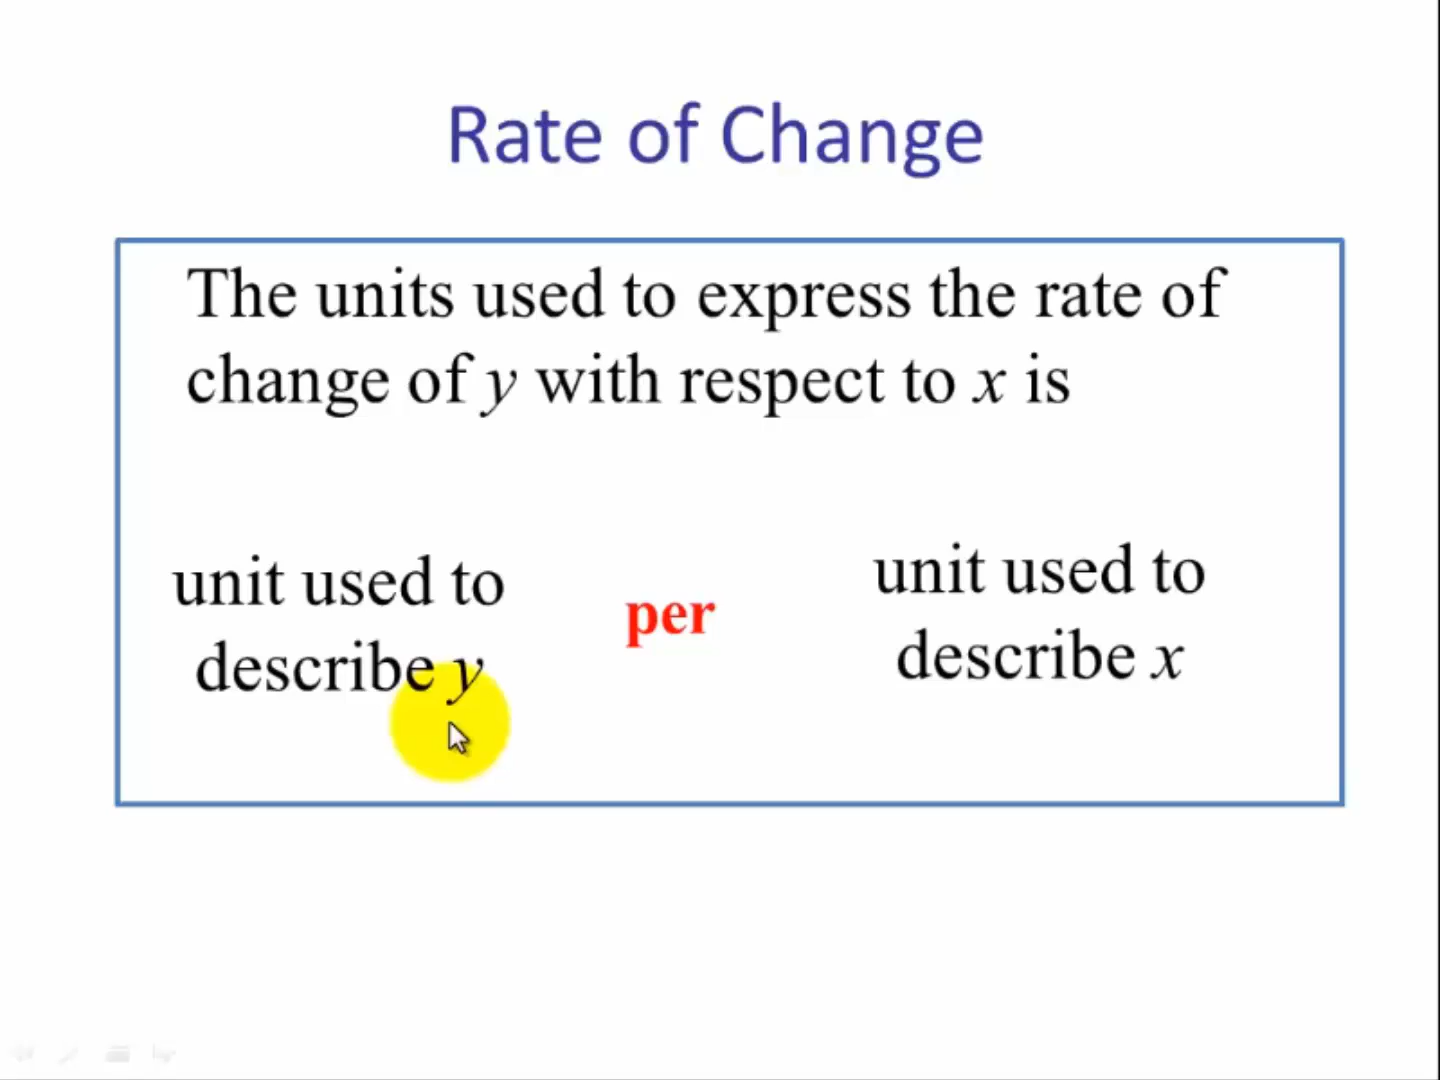 Rate of Change
The units used to express the rate of
change of y with respect to x is
unit used to
describe y
per
unit used to
describe x